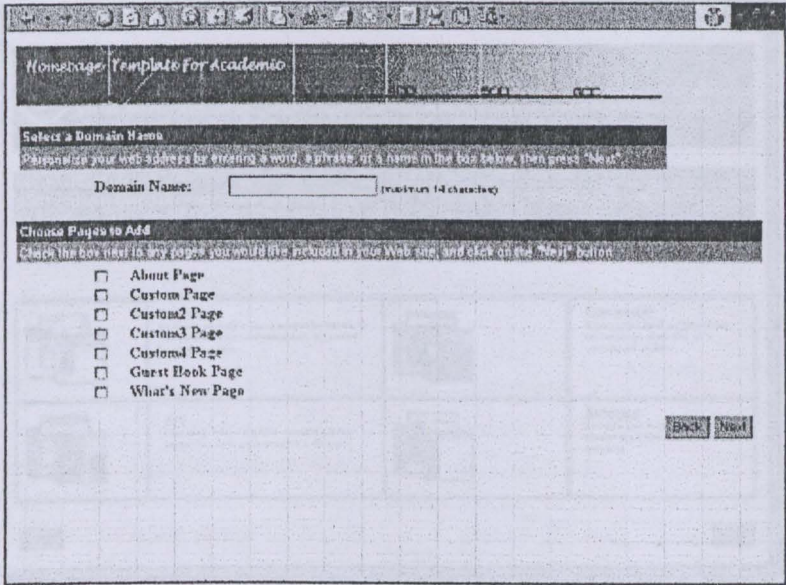 Homepage Template For Academic
Select a Domain Name
Personalize your web address by entering a word, a phrase, or a name in the box below, then press "Next"
Domain Name: (maximum 14 characters)
Choose Pages to Add
Check the box next to any pages you would like included in your Web site, and click on the "Next" button
About Page
Custom Page
Custom2 Page
Custom3 Page
Custom4 Page
Guest Book Page
What's New Page
Back Next